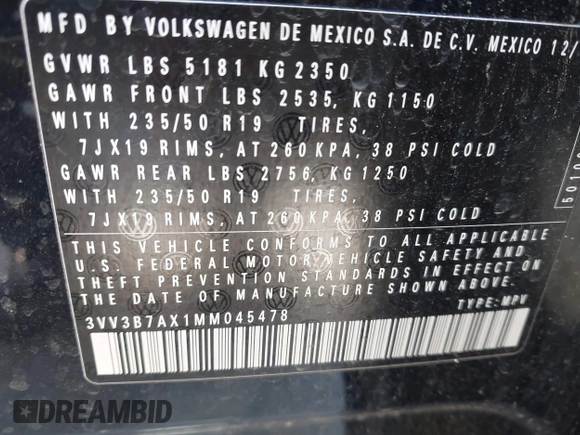 MFD BY VOLKSWAGEN DE MEXICO S.A. DE C.V. MEXICO 12/
GVWR LBS 5181 KG 2350
GAWR FRONT LBS 2535, KG 1150
WITH 235/50 R19 TIRES,
7JX19 RIMS, AT 260 KPA, 38 PSI COLD
GAWR REAR LBS 2756, KG 1250
WITH 235/50 R19 TIRES,
7JX19 RIMS, AT 260 KPA, 38 PSI COLD
THIS VEHICLE CONFORMS TO ALL APPLICABLE
U.S. FEDERAL MOTOR VEHICLE SAFETY AND
THEFT PREVENTION STANDARDS IN EFFECT ON
THE DATE OF MANUFACTURE SHOWN ABOVE.
3VV3B7AX1MM045478
TYPE: MPV
DREAMBID